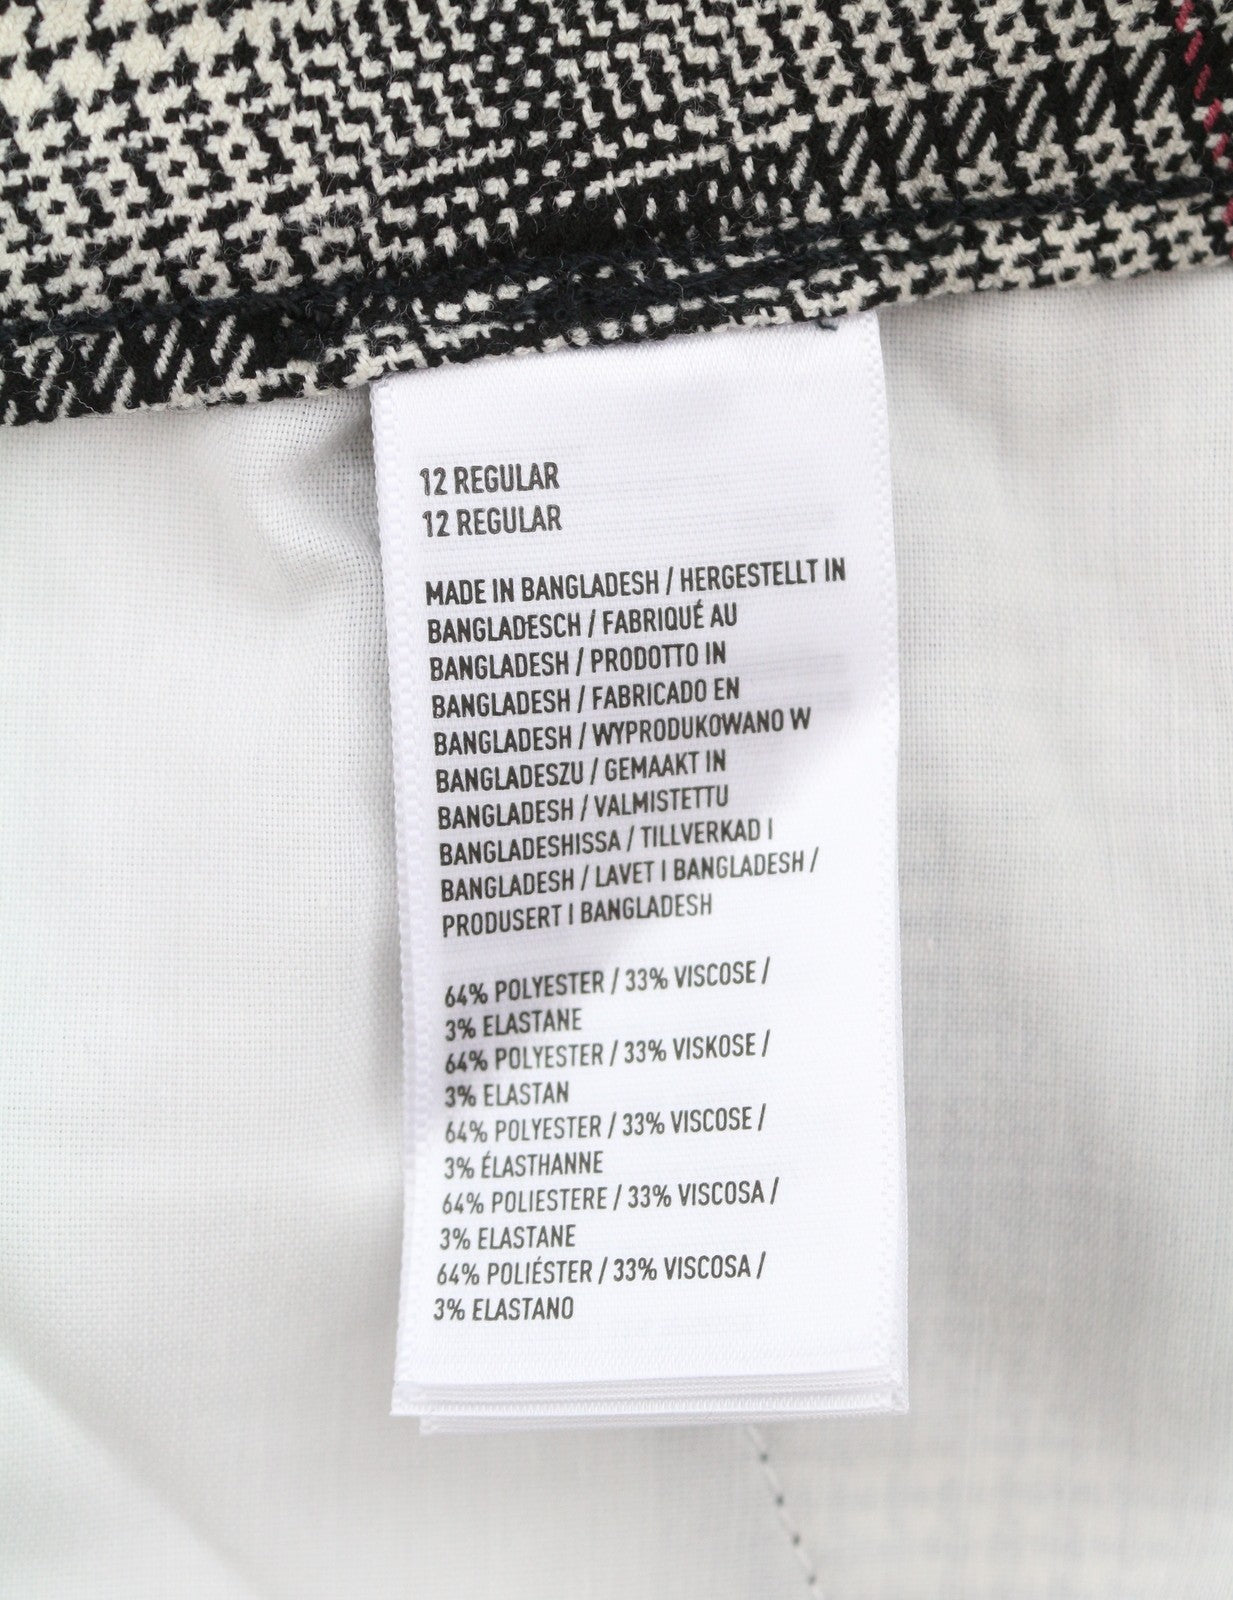 12 REGULAR
12 REGULAR
MADE IN BANGLADESH / HERGESTELLT IN
BANGLADESCH / FABRIQUÉ AU
BANGLADESH / PRODOTTO IN
BANGLADESH / FABRICADO EN
BANGLADESH / WYPRODUKOWANO W
BANGLADESZU / GEMAAKT IN
BANGLADESH / VALMISTETTU
BANGLADESHISSA / TILLVERKAD I
BANGLADESH / LAVET I BANGLADESH /
PRODUSERT I BANGLADESH
64% POLYESTER / 33% VISCOSE /
3% ELASTANE
64% POLYESTER / 33% VISKOSE /
3% ELASTAN
64% POLYESTER / 33% VISCOSE /
3% ÉLASTHANNE
64% POLIESTERE / 33% VISCOSA /
3% ELASTANE
64% POLIÉSTER / 33% VISCOSA /
3% ELASTANO